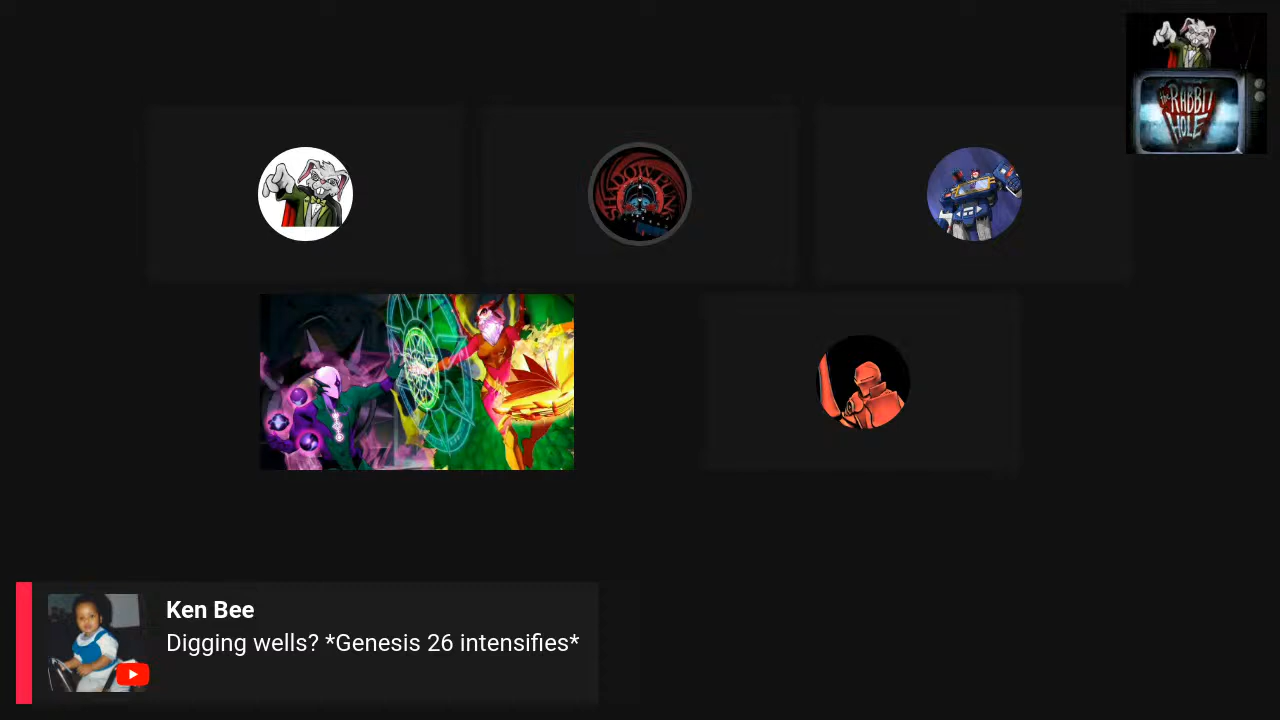 the
RABBIT
HOLE
Ken Bee
Digging wells? *Genesis 26 intensifies*